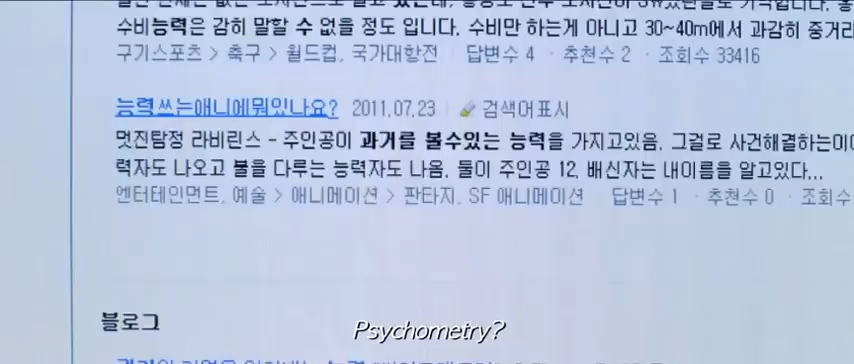 수비능력은 감히 말할 수 없을 정도 입니다. 수비만 하는게 아니고 30~40m에서 과감히 중거리
구기스포츠 > 축구 > 월드컵, 국가대항전 답변수 4 · 추천수 2 · 조회수 33416
능력쓰는애니에뭐있나요? 2011.07.23 검색어표시
멋진탐정 라비린스 - 주인공이 과거를 볼수있는 능력을 가지고있음. 그걸로 사건해결하는이
력자도 나오고 불을 다루는 능력자도 나옴. 둘이 주인공 12. 배신자는 내이름을 알고있다...
엔터테인먼트, 예술 > 애니메이션 > 판타지, SF 애니메이션 답변수 1 · 추천수 0 · 조회수
블로그
Psychometry?